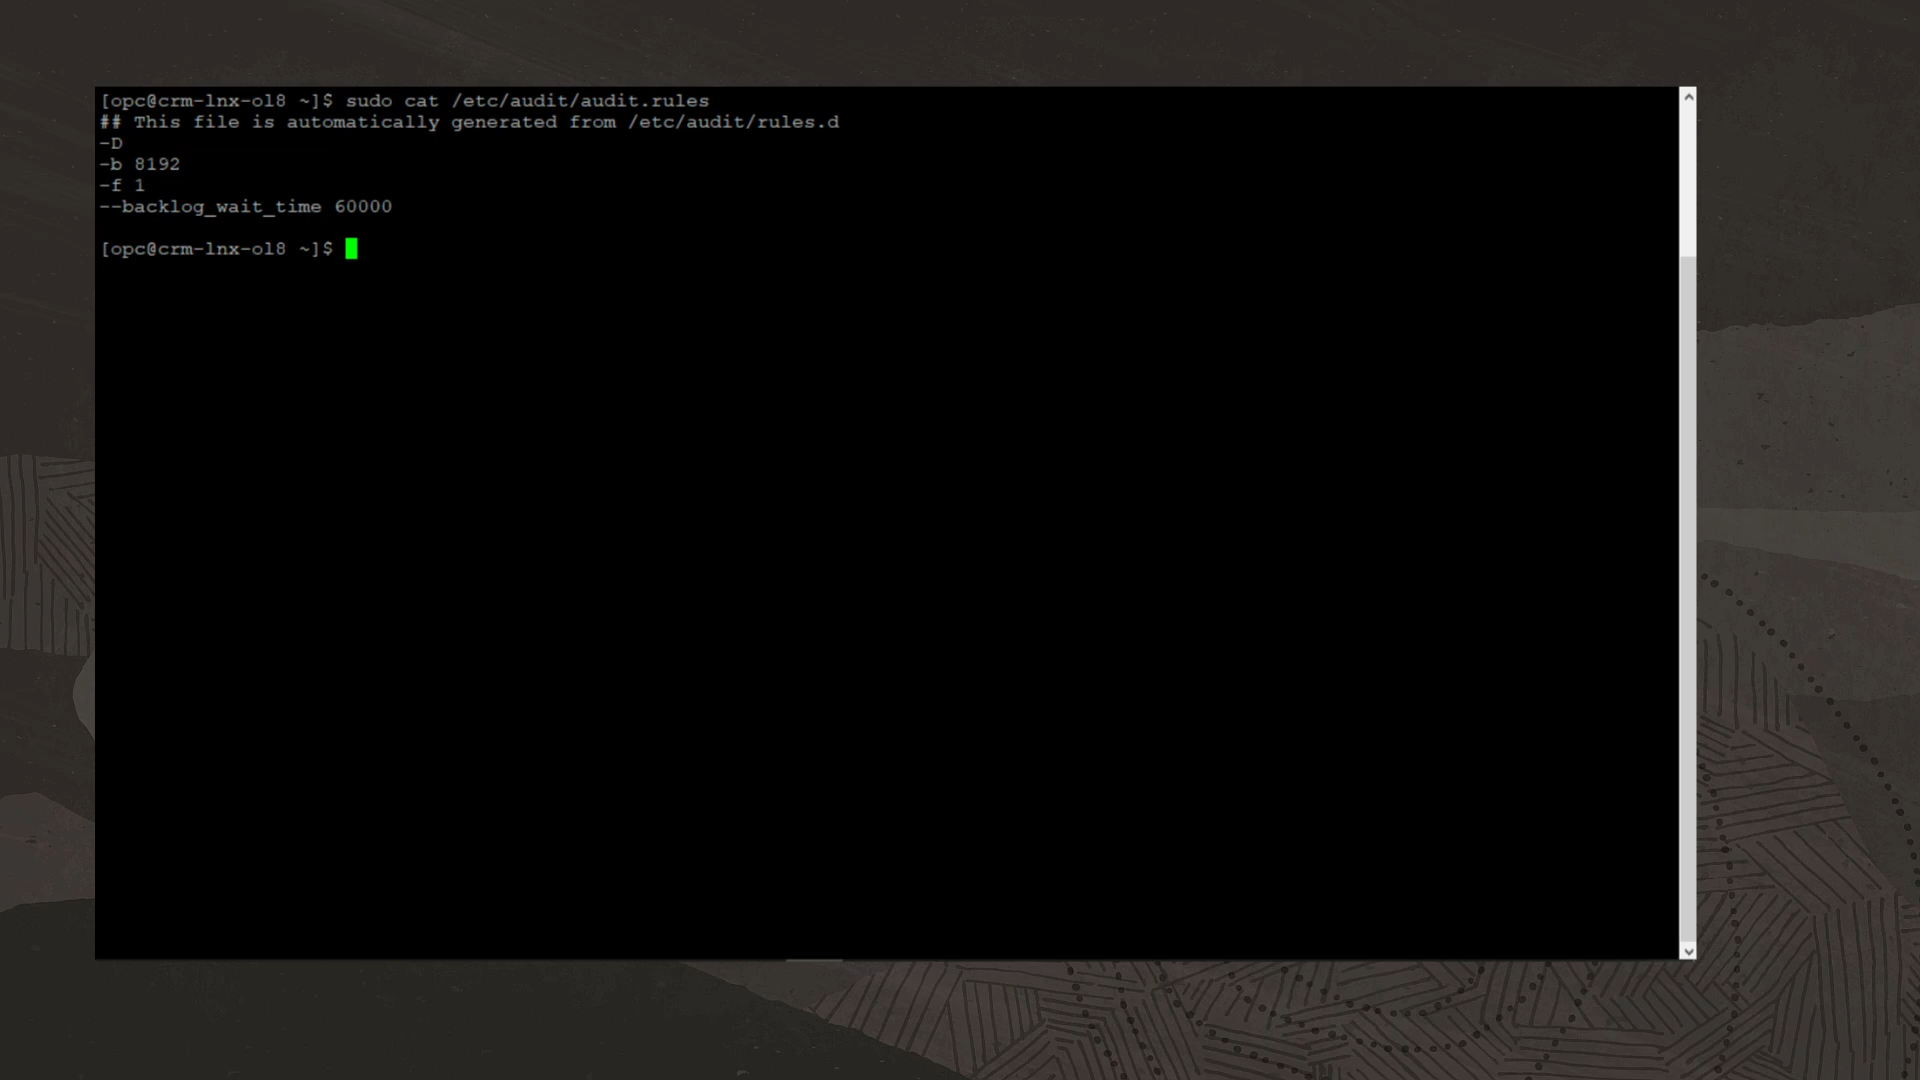 [opc@crm-lnx-ol8 ~]$ sudo cat /etc/audit/audit.rules
## This file is automatically generated from /etc/audit/rules.d
-D
-b 8192
-f 1
--backlog_wait_time 60000
[opc@crm-lnx-ol8 ~]$